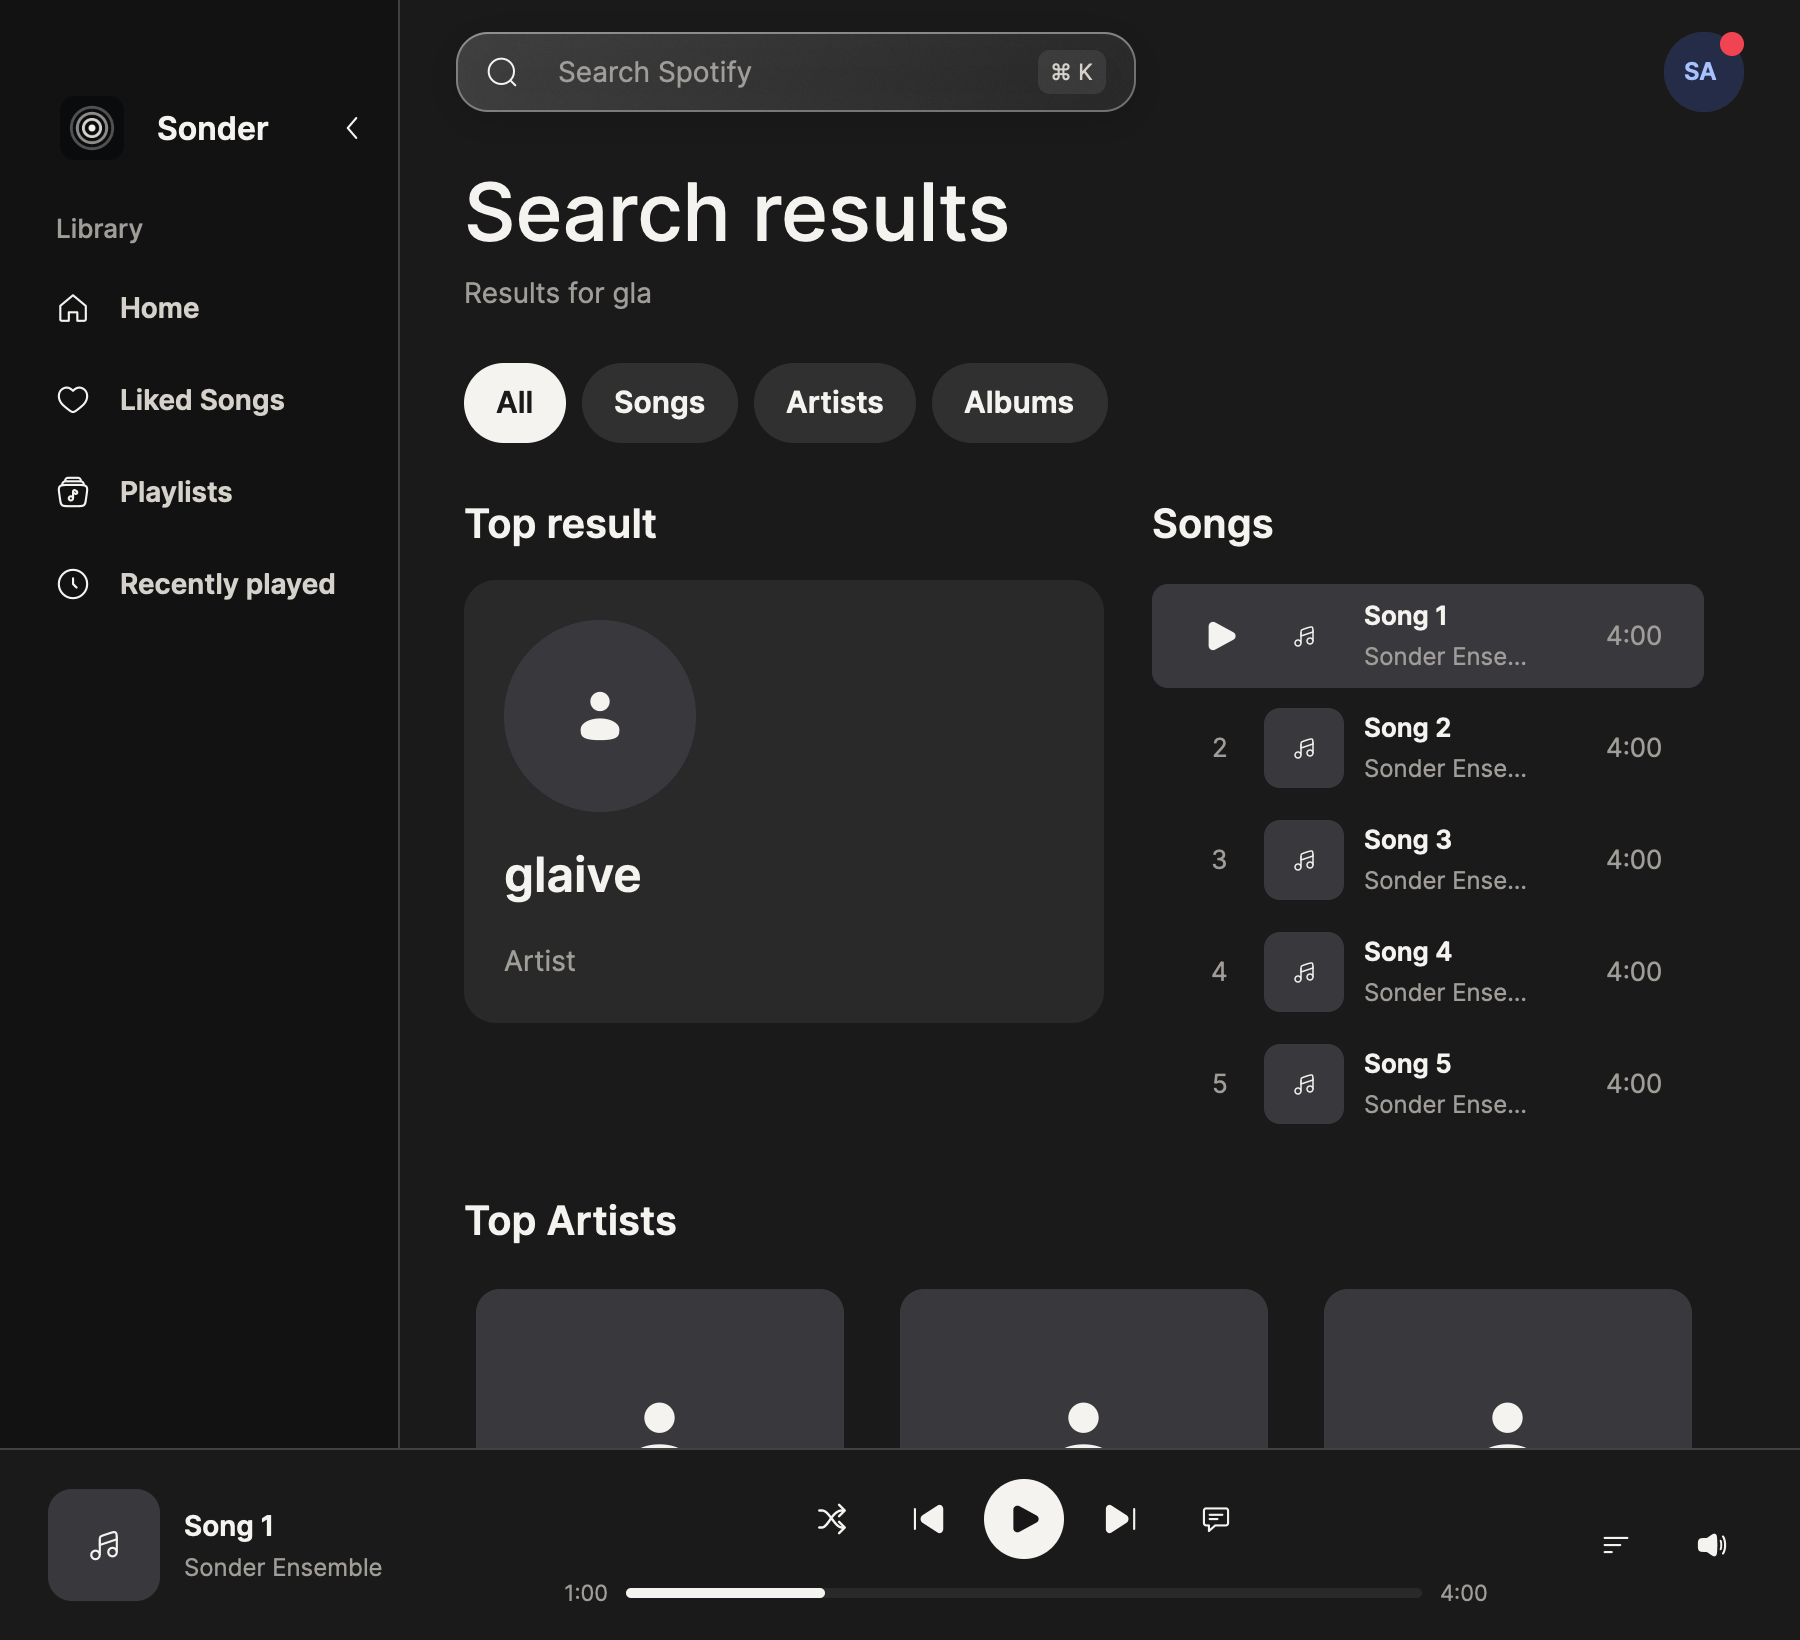 Sonder
Library
Home
Liked Songs
Playlists
Recently played
Search Spotify
⌘ K
SA
Search results
Results for gla
All
Songs
Artists
Albums
Top result
glaive
Artist
Songs
Song 1
Sonder Ense...
4:00
2
Song 2
Sonder Ense...
4:00
3
Song 3
Sonder Ense...
4:00
4
Song 4
Sonder Ense...
4:00
5
Song 5
Sonder Ense...
4:00
Top Artists
Song 1
Sonder Ensemble
1:00
4:00